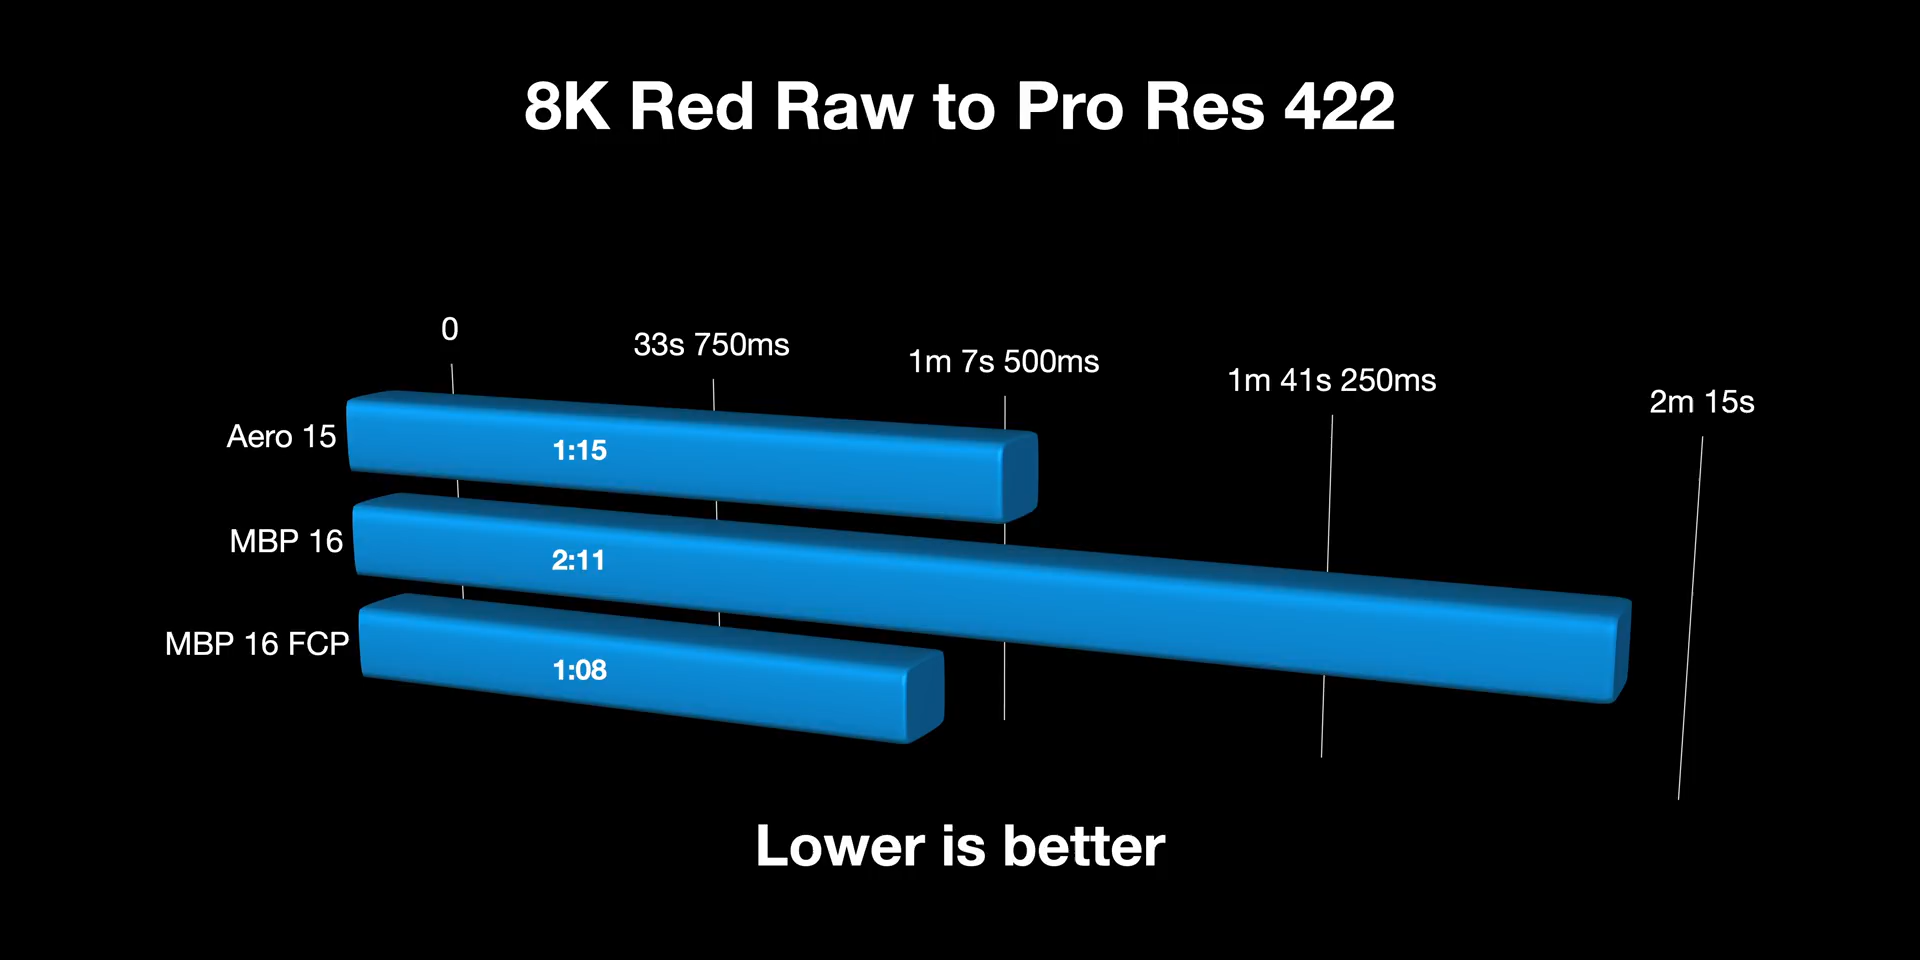 8K Red Raw to Pro Res 422
0
33s 750ms
1m 7s 500ms
1m 41s 250ms
2m 15s
Aero 15
1:15
MBP 16
2:11
MBP 16 FCP
1:08
Lower is better